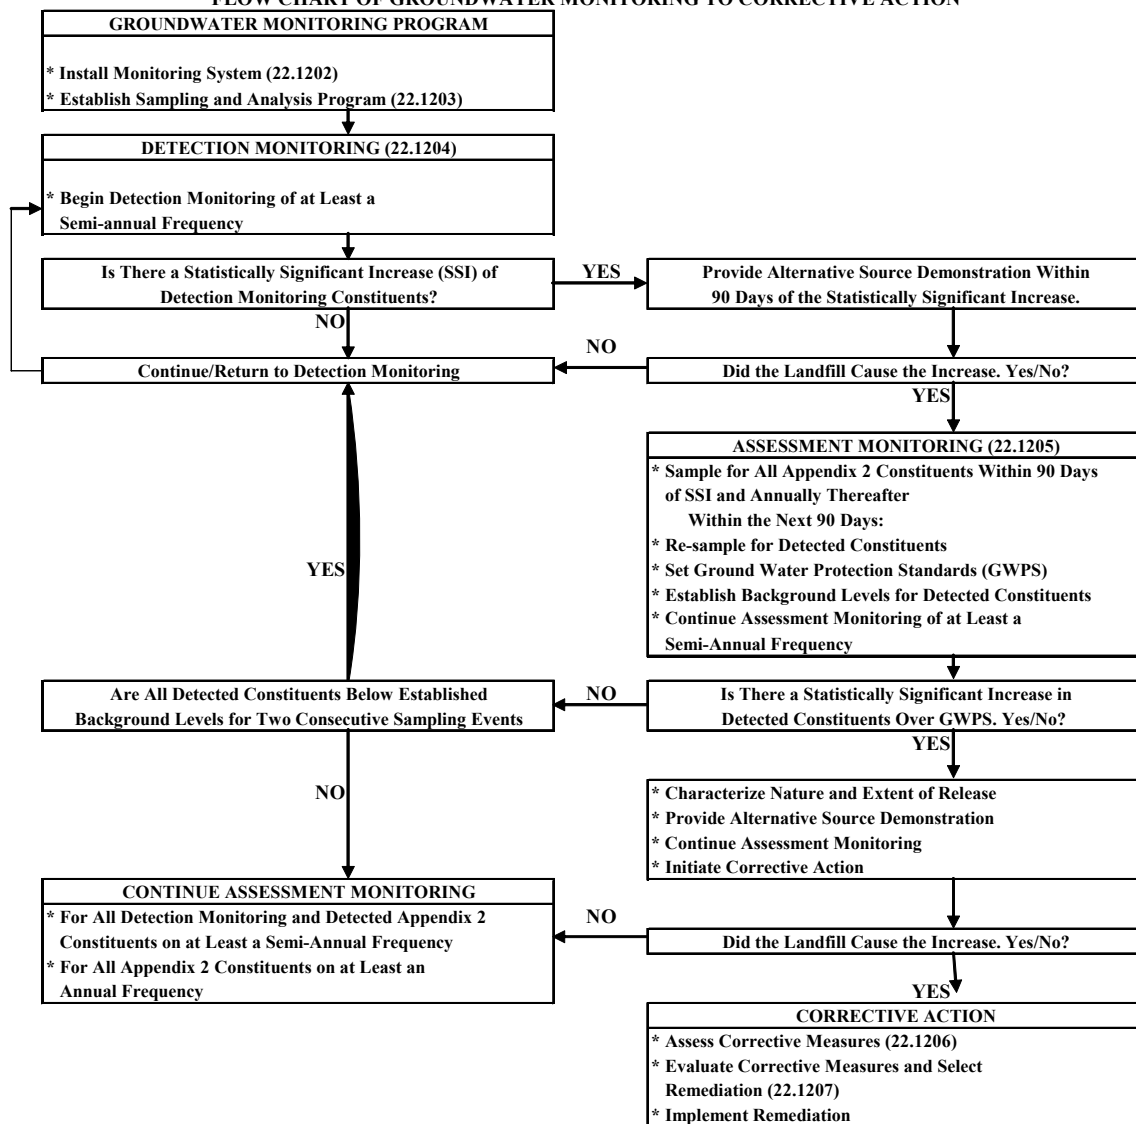 FLOW CHART OF GROUNDWATER MONITORING TO CORRECTIVE ACTION
GROUNDWATER MONITORING PROGRAM
* Install Monitoring System (22.1202)
* Establish Sampling and Analysis Program (22.1203)
DETECTION MONITORING (22.1204)
* Begin Detection Monitoring of at Least a
Semi-annual Frequency
Is There a Statistically Significant Increase (SSI) of
Detection Monitoring Constituents?
YES
Provide Alternative Source Demonstration Within
90 Days of the Statistically Significant Increase.
NO
Continue/Return to Detection Monitoring
NO
Did the Landfill Cause the Increase. Yes/No?
YES
ASSESSMENT MONITORING (22.1205)
* Sample for All Appendix 2 Constituents Within 90 Days
of SSI and Annually Thereafter
Within the Next 90 Days:
* Re-sample for Detected Constituents
* Set Ground Water Protection Standards (GWPS)
* Establish Background Levels for Detected Constituents
* Continue Assessment Monitoring of at Least a
Semi-Annual Frequency
YES
Are All Detected Constituents Below Established
Background Levels for Two Consecutive Sampling Events
NO
Is There a Statistically Significant Increase in
Detected Constituents Over GWPS. Yes/No?
YES
NO
* Characterize Nature and Extent of Release
* Provide Alternative Source Demonstration
* Continue Assessment Monitoring
* Initiate Corrective Action
CONTINUE ASSESSMENT MONITORING
* For All Detection Monitoring and Detected Appendix 2
Constituents on at Least a Semi-Annual Frequency
* For All Appendix 2 Constituents on at Least an
Annual Frequency
NO
Did the Landfill Cause the Increase. Yes/No?
YES
CORRECTIVE ACTION
* Assess Corrective Measures (22.1206)
* Evaluate Corrective Measures and Select
Remediation (22.1207)
* Implement Remediation